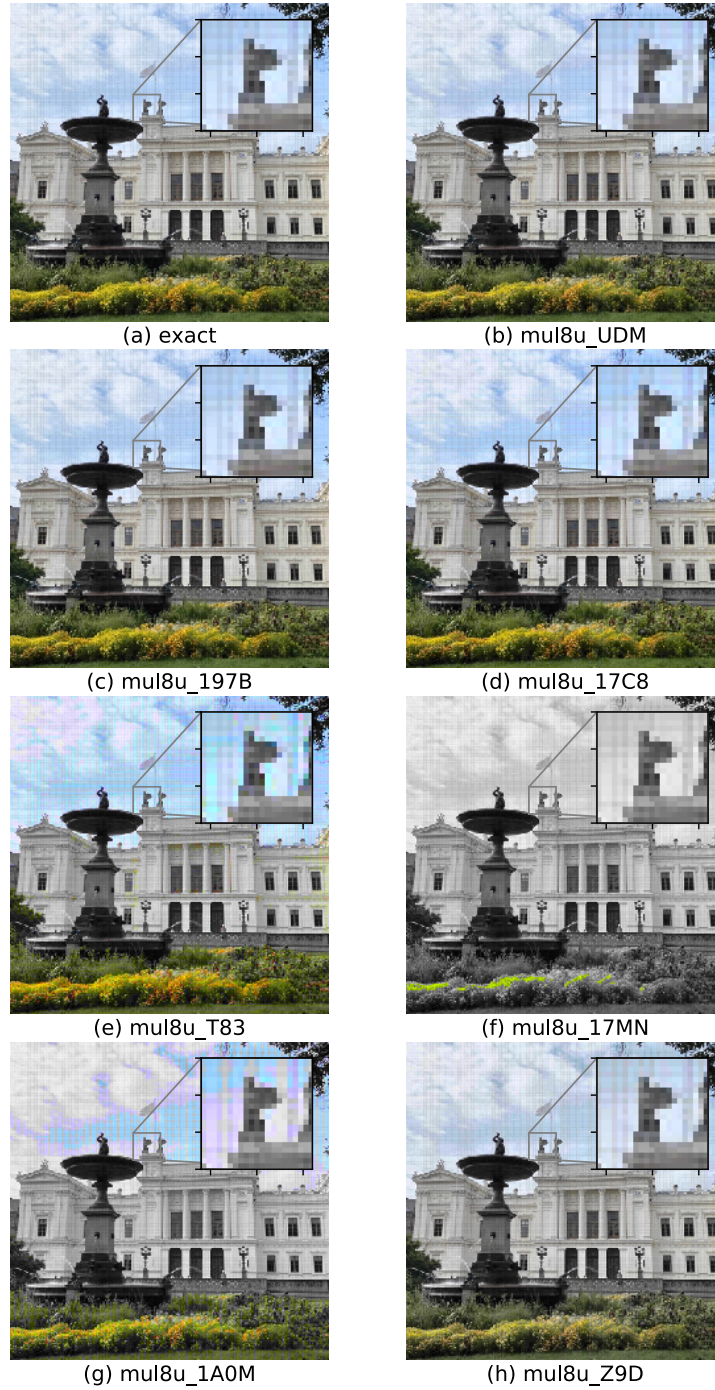 (a) exact
(b) mul8u_UDM
(c) mul8u_197B
(d) mul8u_17C8
(e) mul8u_T83
(f) mul8u_17MN
(g) mul8u_1A0M
(h) mul8u_Z9D